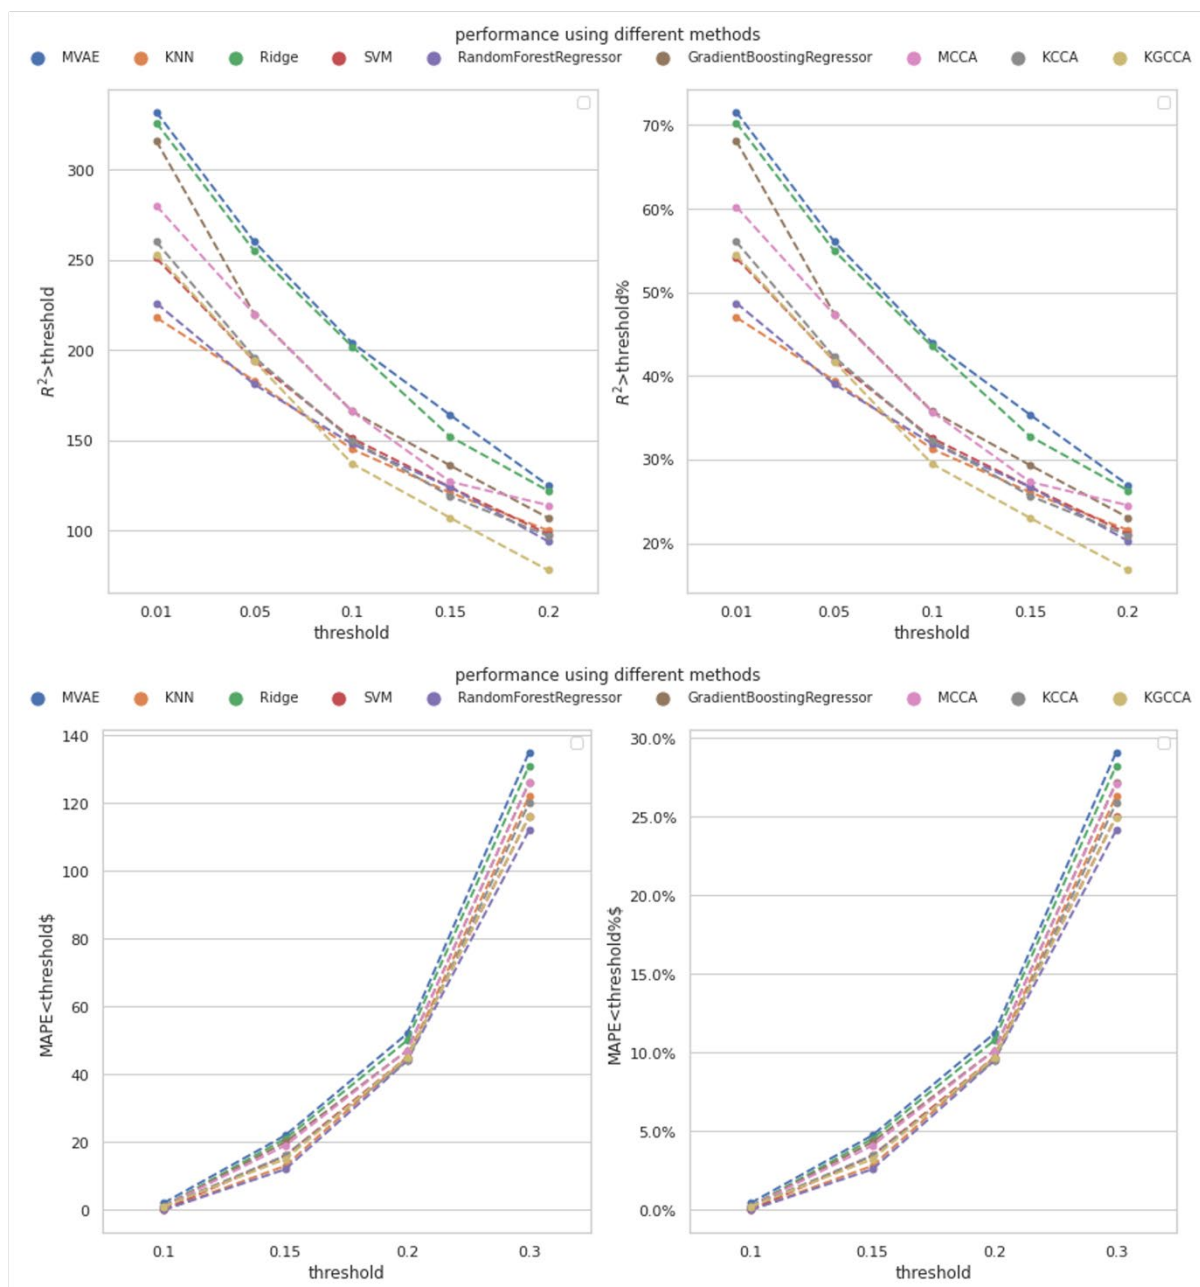 performance using different methods
MVAE KNN Ridge SVM RandomForestRegressor GradientBoostingRegressor MCCA KCCA KGCCA
R²>threshold
300
250
200
150
100
0.01 0.05 0.1 0.15 0.2
threshold
R²>threshold%
70%
60%
50%
40%
30%
20%
0.01 0.05 0.1 0.15 0.2
threshold
performance using different methods
MVAE KNN Ridge SVM RandomForestRegressor GradientBoostingRegressor MCCA KCCA KGCCA
MAPE<threshold$
140
120
100
80
60
40
20
0
0.1 0.15 0.2 0.3
threshold
MAPE<threshold%$
30.0%
25.0%
20.0%
15.0%
10.0%
5.0%
0.0%
0.1 0.15 0.2 0.3
threshold